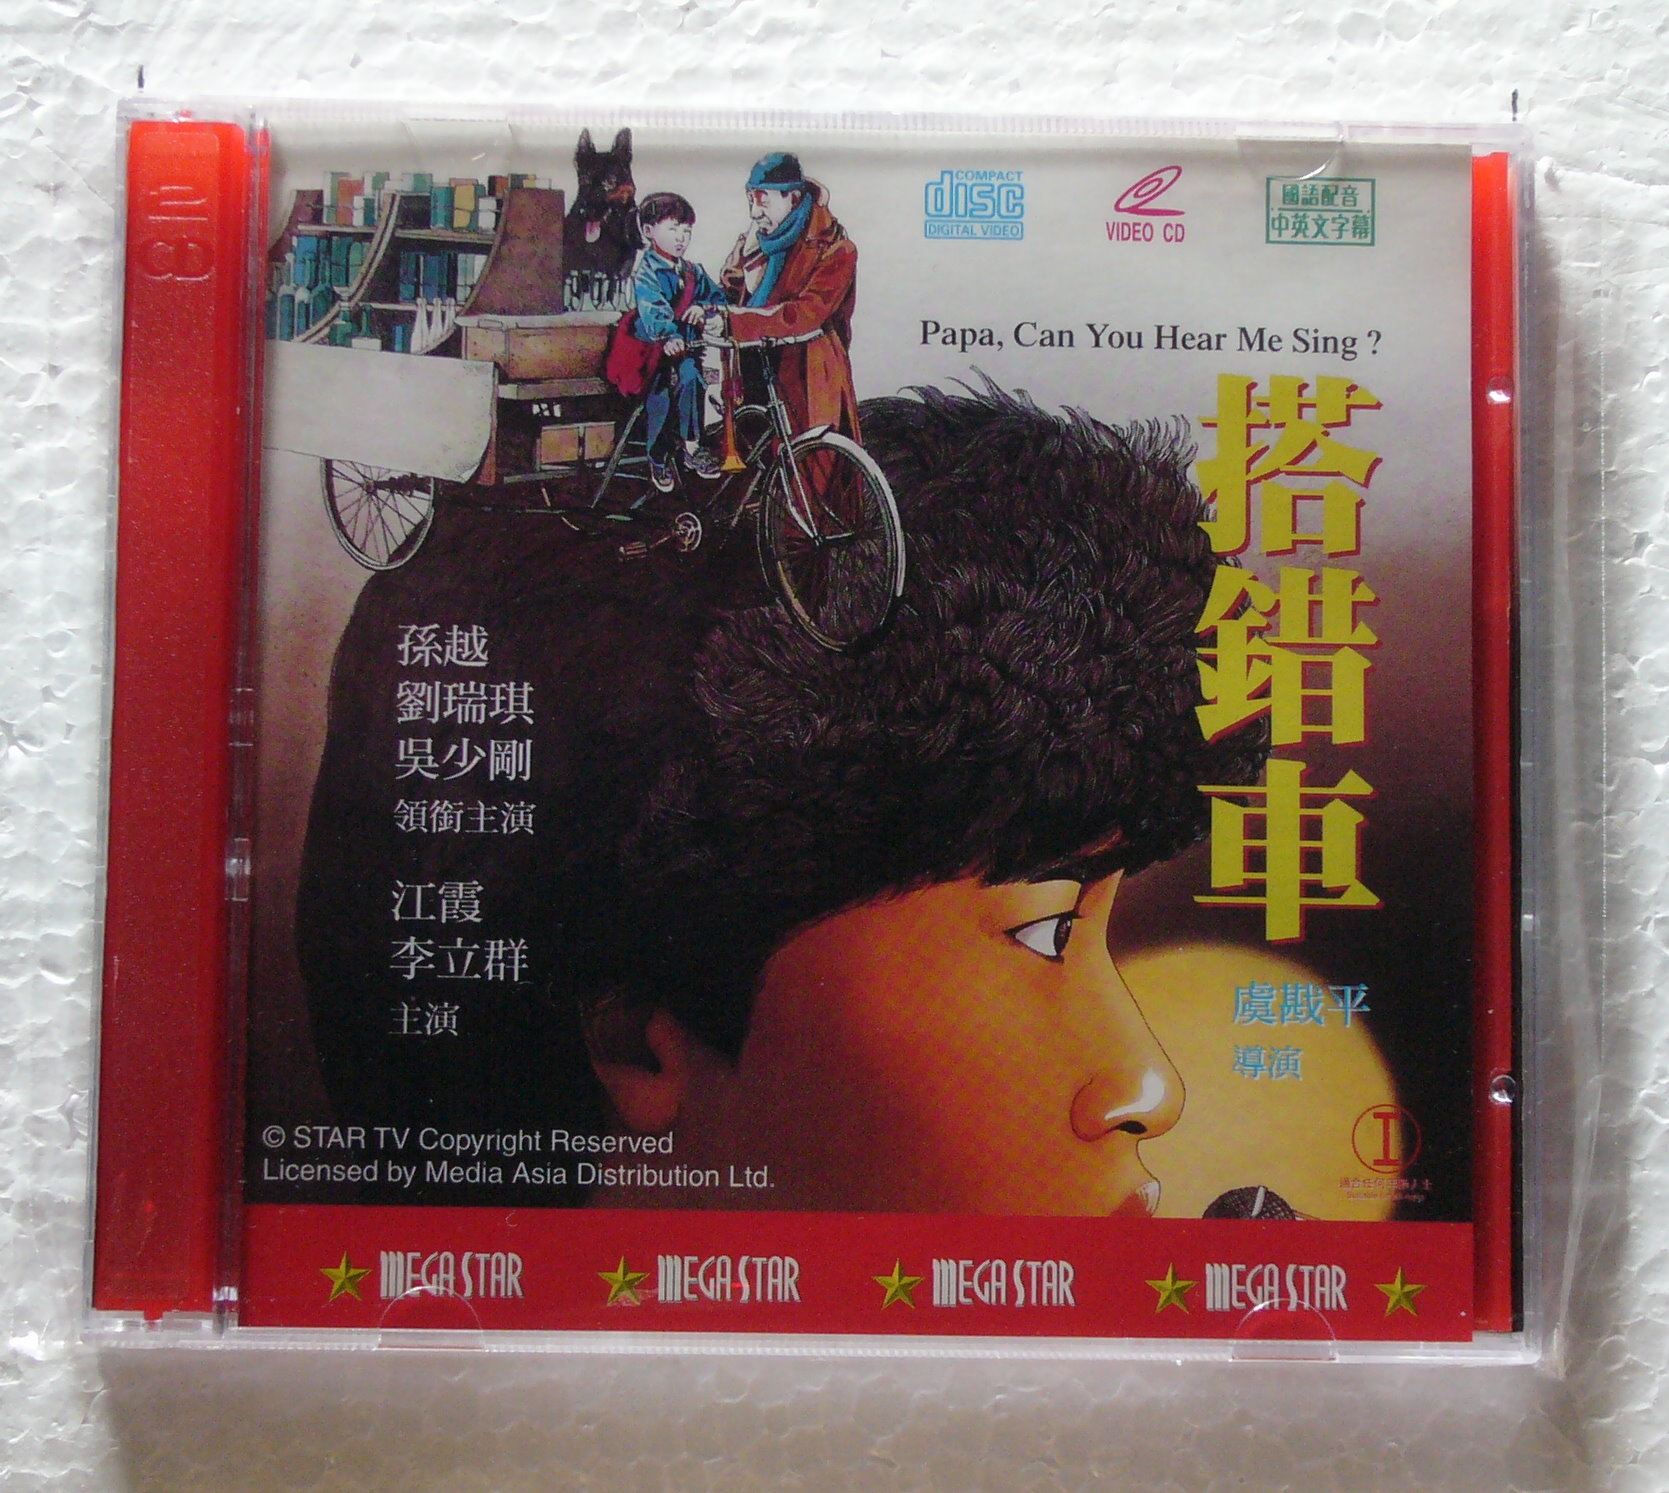 COMPACT
disc
DIGITAL VIDEO
VIDEO CD
國語配音
中英文字幕
Papa, Can You Hear Me Sing ?
搭錯車
孫越
劉瑞琪
吳少剛
領銜主演
江霞
李立群
主演
虞戡平
導演
© STAR TV Copyright Reserved
Licensed by Media Asia Distribution Ltd.
I
MEGA STAR
MEGA STAR
MEGA STAR
MEGA STAR